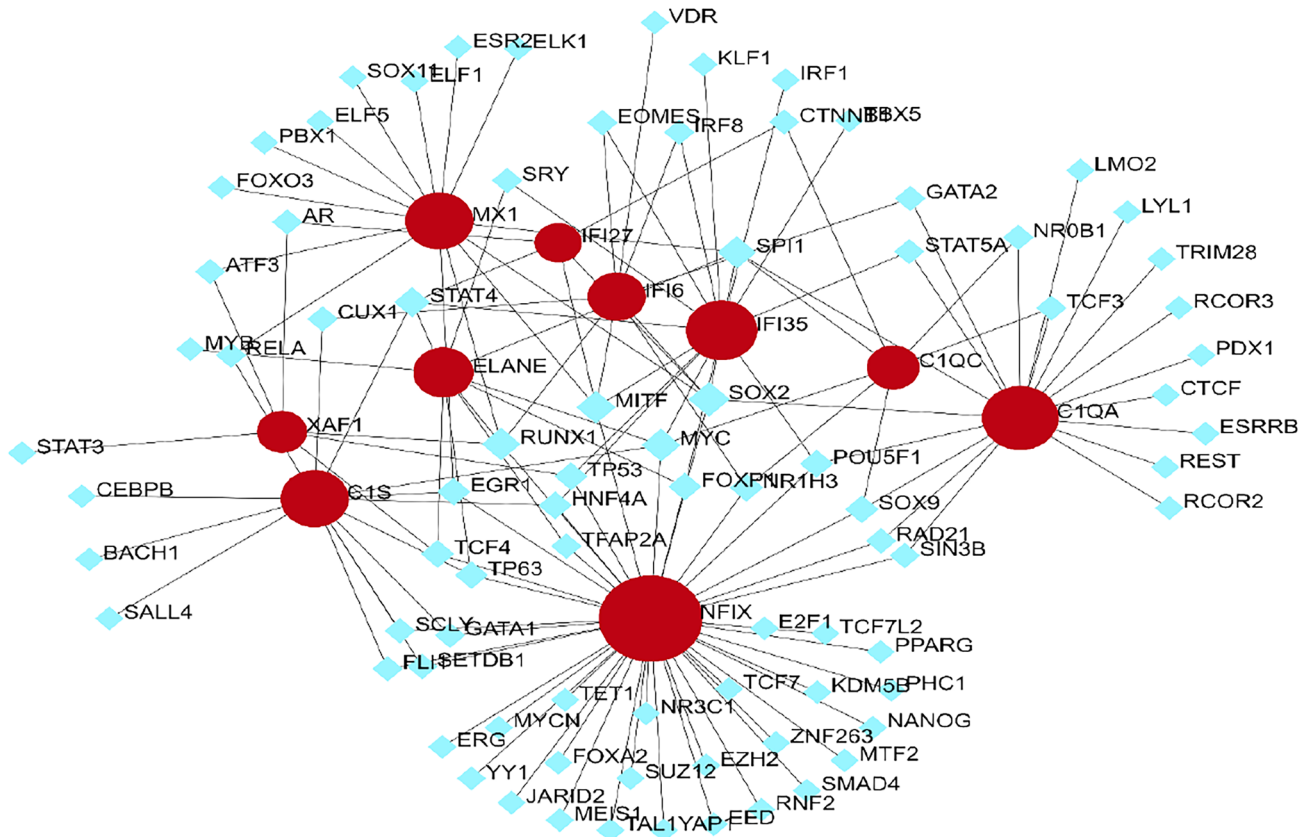 VDR
ESR2
ELK1
SOX11
ELF1
KLF1
IRF1
ELF5
EOMES
IRF8
CTNNB1
TBX5
PBX1
FOXO3
SRY
LMO2
GATA2
LYL1
AR
MX1
IFI27
SPI1
STAT5A
NR0B1
TRIM28
ATF3
STAT4
IFI6
CUX1
IFI35
TCF3
RCOR3
MYB
RELA
ELANE
C1QC
PDX1
MITF
SOX2
C1QA
CTCF
XAF1
STAT3
RUNX1
MYC
ESRRB
TP53
POU5F1
REST
CEBPB
C1S
EGR1
HNF4A
FOXP1
NR1H3
SOX9
RCOR2
BACH1
TCF4
TFAP2A
RAD21
SIN3B
TP63
SALL4
NFIX
SCLY
GATA1
E2F1
TCF7L2
PPARG
FLI1
SETDB1
TET1
TCF7
KDM5B
PHC1
MYCN
NR3C1
NANOG
ERG
ZNF263
MTF2
FOXA2
SUZ12
EZH2
YY1
SMAD4
JARID2
RNF2
MEIS1
TAL1
YAP1
EED